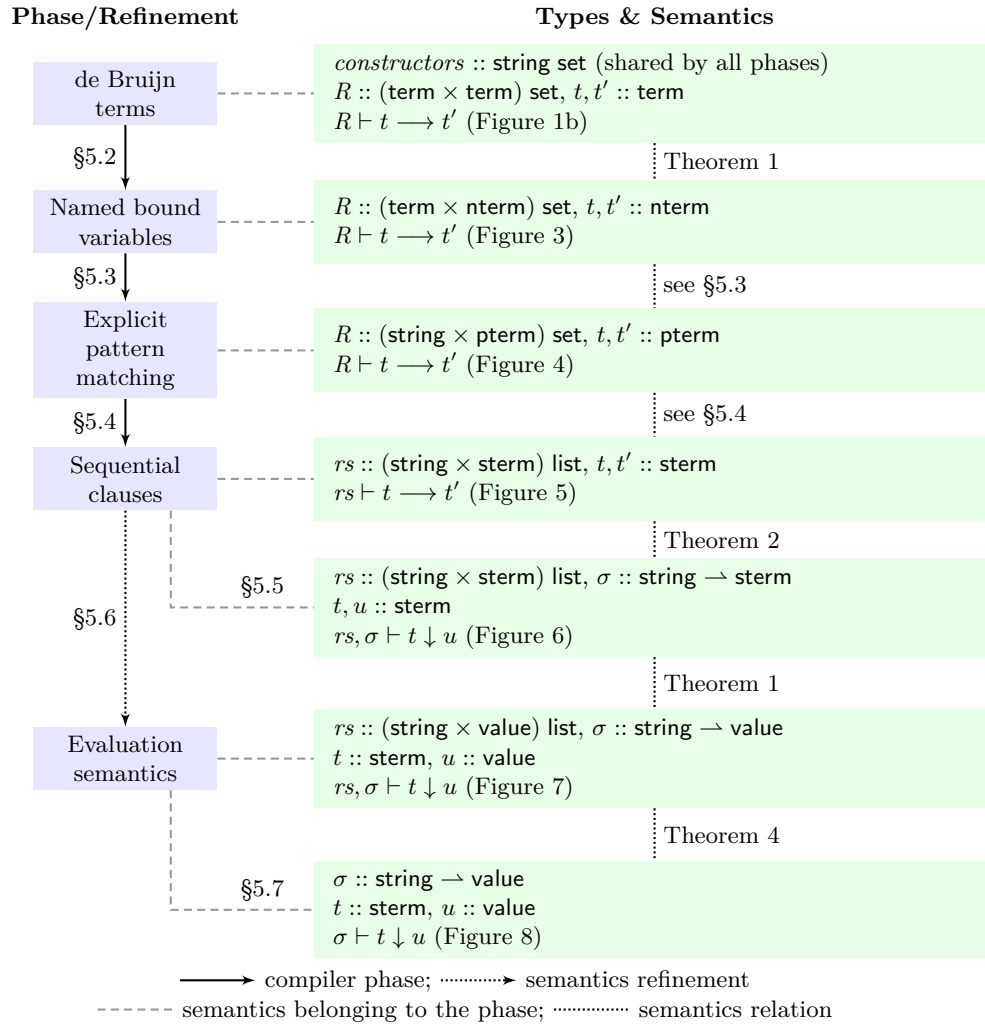 Phase/Refinement
Types & Semantics
de Bruijn
terms
constructors :: string set (shared by all phases)
R :: (term × term) set, t, t′ :: term
R ⊢ t ⟶ t′ (Figure 1b)
§5.2
Theorem 1
Named bound
variables
R :: (term × nterm) set, t, t′ :: nterm
R ⊢ t ⟶ t′ (Figure 3)
§5.3
see §5.3
Explicit
pattern
matching
R :: (string × pterm) set, t, t′ :: pterm
R ⊢ t ⟶ t′ (Figure 4)
§5.4
see §5.4
Sequential
clauses
rs :: (string × sterm) list, t, t′ :: sterm
rs ⊢ t ⟶ t′ (Figure 5)
Theorem 2
§5.5
rs :: (string × sterm) list, σ :: string ⇀ sterm
t, u :: sterm
rs, σ ⊢ t ↓ u (Figure 6)
§5.6
Theorem 1
Evaluation
semantics
rs :: (string × value) list, σ :: string ⇀ value
t :: sterm, u :: value
rs, σ ⊢ t ↓ u (Figure 7)
Theorem 4
§5.7
σ :: string ⇀ value
t :: sterm, u :: value
σ ⊢ t ↓ u (Figure 8)
compiler phase; semantics refinement
semantics belonging to the phase; semantics relation